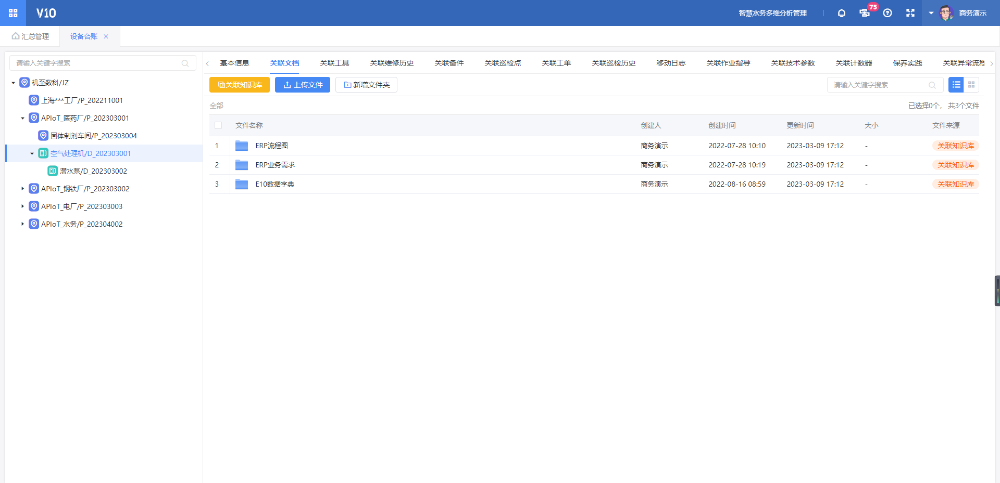 V10
智慧水务多维分析管理
75
商务演示
汇总管理
设备台账
请输入关键字搜索
机至数科/JZ
上海***工厂/P_202211001
APIoT_医药厂/P_202303001
固体制剂车间/P_202303004
空气处理机/D_202303001
潜水泵/D_202303002
APIoT_钢铁厂/P_202303002
APIoT_电厂/P_202303003
APIoT_水务/P_202304002
基本信息 关联文档 关联工具 关联维修历史 关联备件 关联巡检点 关联工单 关联巡检历史 移动日志 关联作业指导 关联技术参数 关联计数器 保养实践 关联异常流程
关联知识库 上传文件 新增文件夹 请输入关键字搜索
全部 已选择0个， 共3个文件
文件名称 创建人 创建时间 更新时间 大小 文件来源
1 ERP流程图 商务演示 2022-07-28 10:10 2023-03-09 17:12 - 关联知识库
2 ERP业务需求 商务演示 2022-07-28 10:19 2023-03-09 17:12 - 关联知识库
3 E10数据字典 商务演示 2022-08-16 08:59 2023-03-09 17:12 - 关联知识库